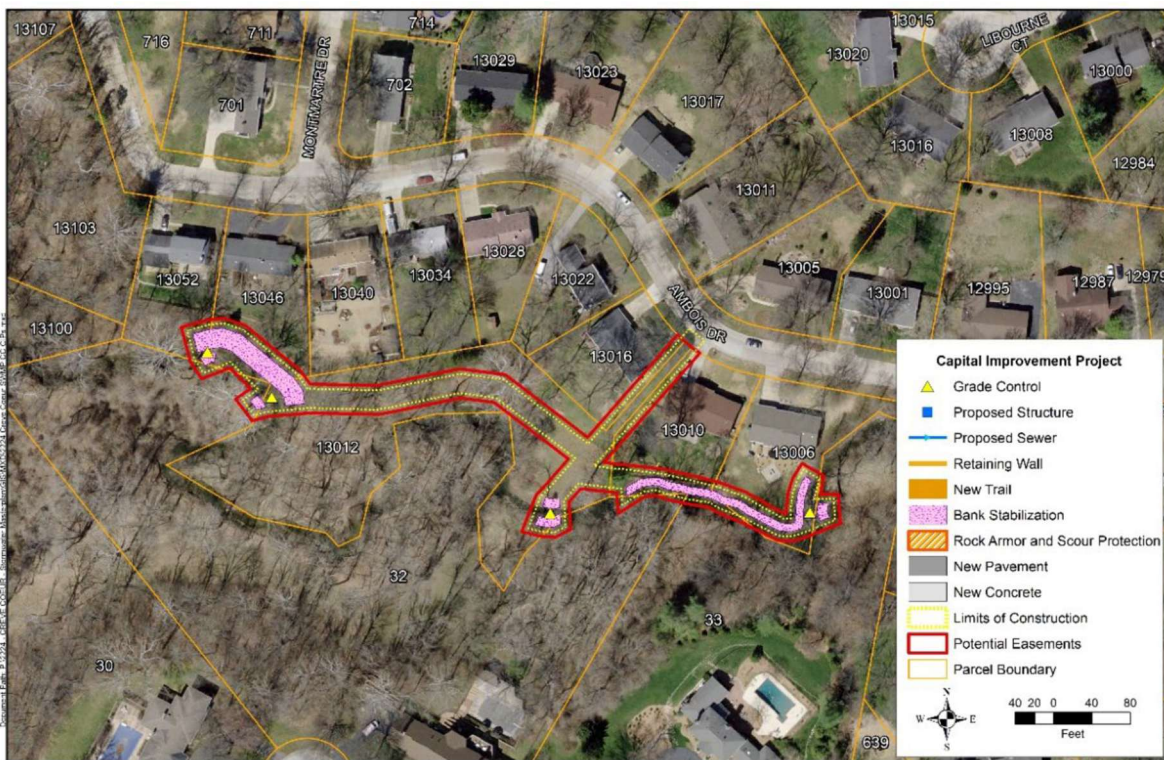 13107
716
711
714
13015
LIBOURNE
CT
13029
13020
701
MONTMARTRE DR
702
13023
13000
13017
13008
13016
12984
13011
13103
13028
13052
13046
13034
13022
13005
13040
13001
12995
12987
12979
13100
AMBOIS DR
13016
13010
13012
13006
32
33
30
639
Capital Improvement Project
Grade Control
Proposed Structure
Proposed Sewer
Retaining Wall
New Trail
Bank Stabilization
Rock Armor and Scour Protection
New Pavement
New Concrete
Limits of Construction
Potential Easements
Parcel Boundary
N
W E
S
40 20 0 40 80
Feet